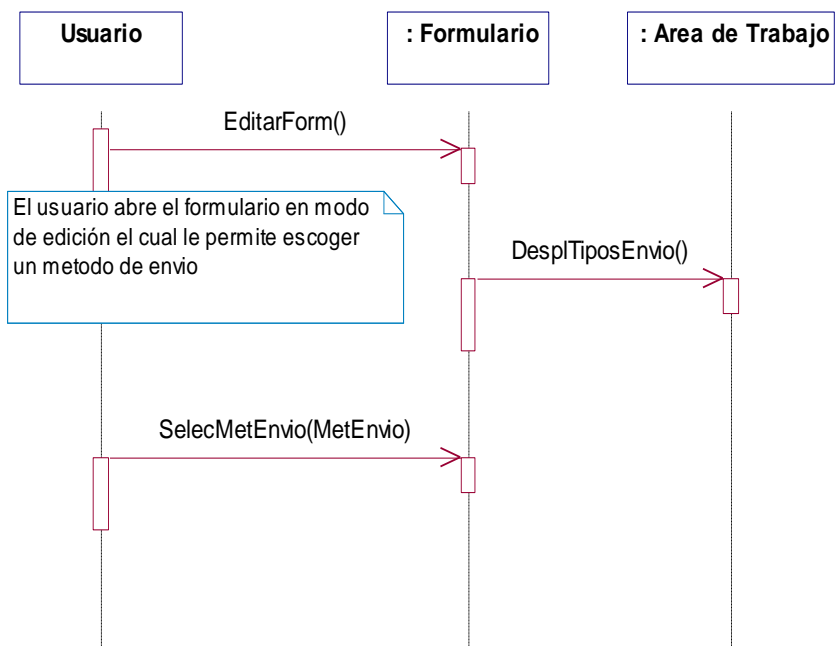 Usuario
: Formulario
: Area de Trabajo
EditarForm()
El usuario abre el formulario en modo
de edición el cual le permite escoger
un metodo de envio
DesplTiposEnvio()
SelecMetEnvio(MetEnvio)